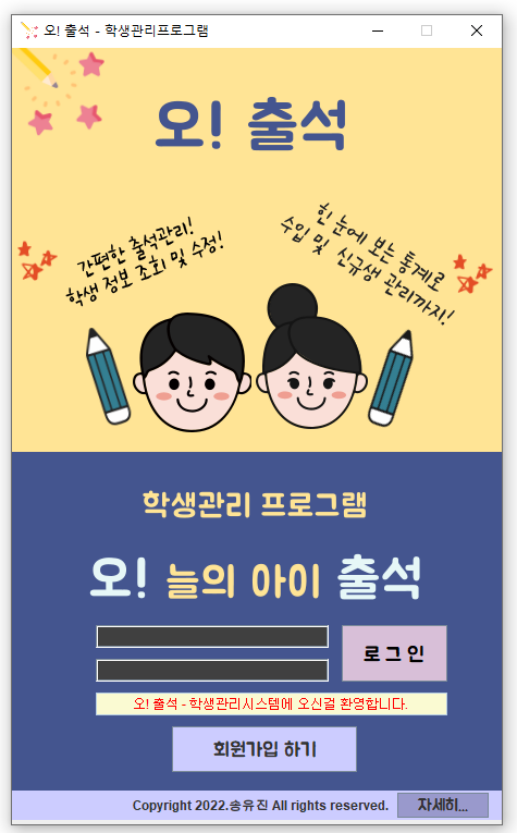 오! 출석 - 학생관리프로그램
오! 출석
간편한 출석관리!
학생 정보 조회 및 수정!
한 눈에 보는 통계로
수입 및 신규생 관리까지!
학생관리 프로그램
오! 늘의 아이 출석
로그인
오! 출석 - 학생관리시스템에 오신걸 환영합니다.
회원가입 하기
Copyright 2022.송유진 All rights reserved.
자세히...